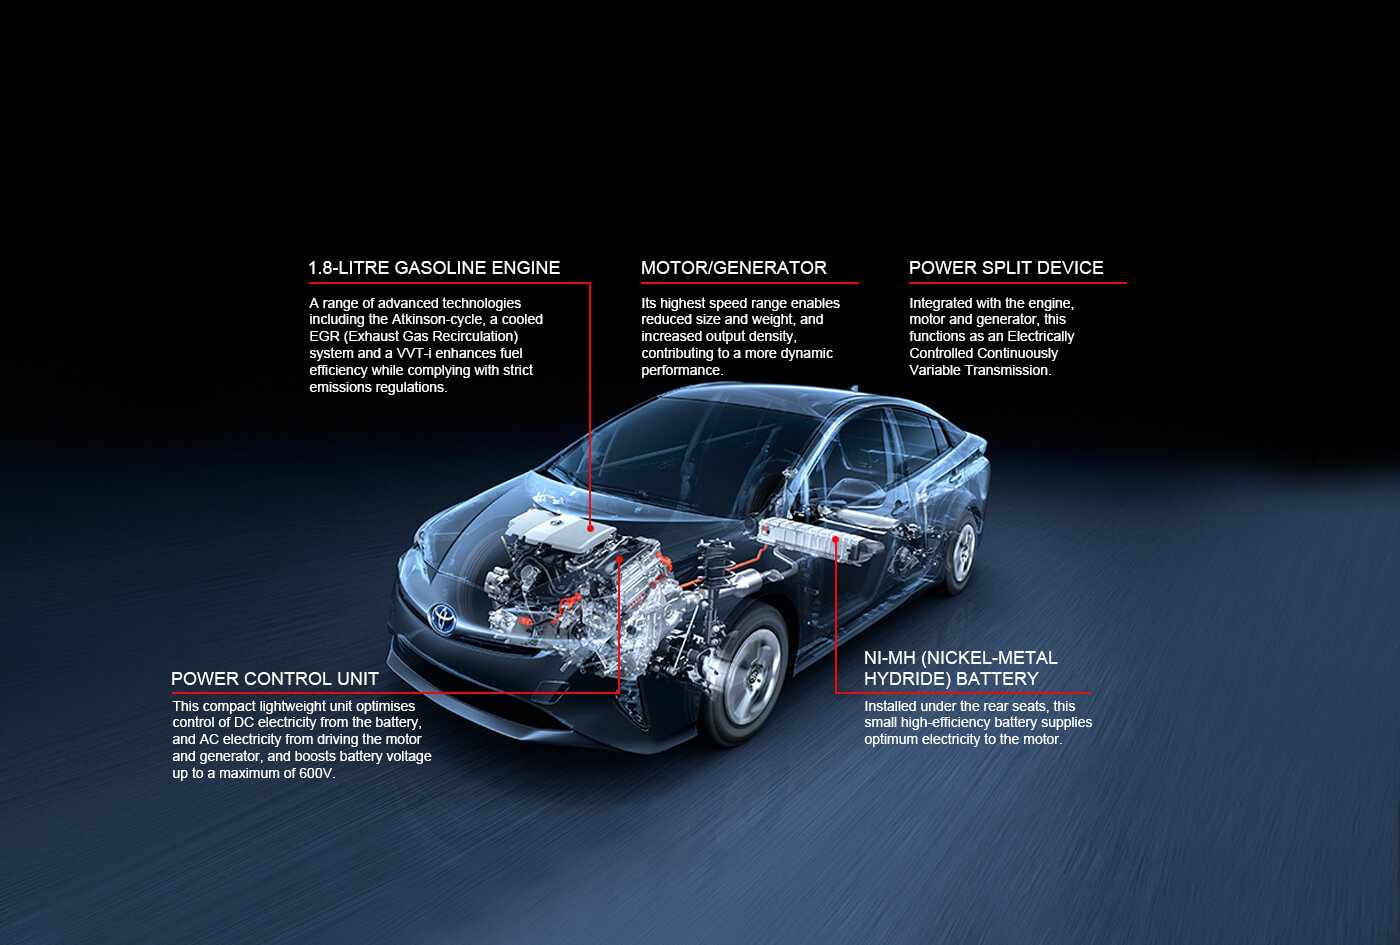 1.8-LITRE GASOLINE ENGINE
A range of advanced technologies
including the Atkinson-cycle, a cooled
EGR (Exhaust Gas Recirculation)
system and a VVT-i enhances fuel
efficiency while complying with strict
emissions regulations.
MOTOR/GENERATOR
Its highest speed range enables
reduced size and weight, and
increased output density,
contributing to a more dynamic
performance.
POWER SPLIT DEVICE
Integrated with the engine,
motor and generator, this
functions as an Electrically
Controlled Continuously
Variable Transmission.
POWER CONTROL UNIT
This compact lightweight unit optimises
control of DC electricity from the battery,
and AC electricity from driving the motor
and generator, and boosts battery voltage
up to a maximum of 600V.
NI-MH (NICKEL-METAL
HYDRIDE) BATTERY
Installed under the rear seats, this
small high-efficiency battery supplies
optimum electricity to the motor.